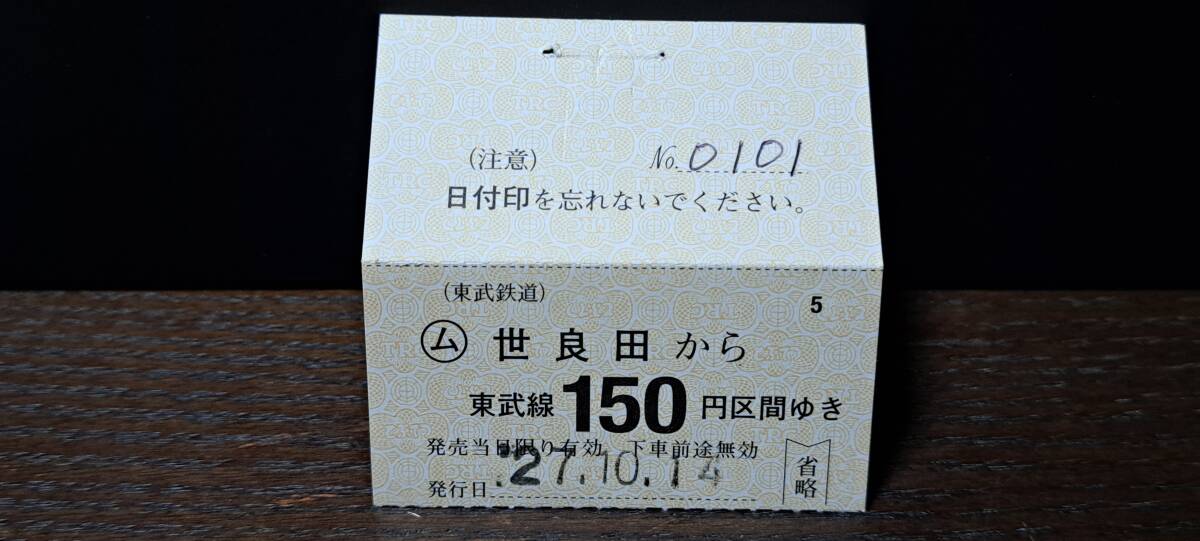 (注意) No. 0101
日付印を忘れないでください。
(東武鉄道)
5
㋰ 世良田から
東武線 150 円区間ゆき
発売当日限り有効 下車前途無効
発行日 27.10.14
省略